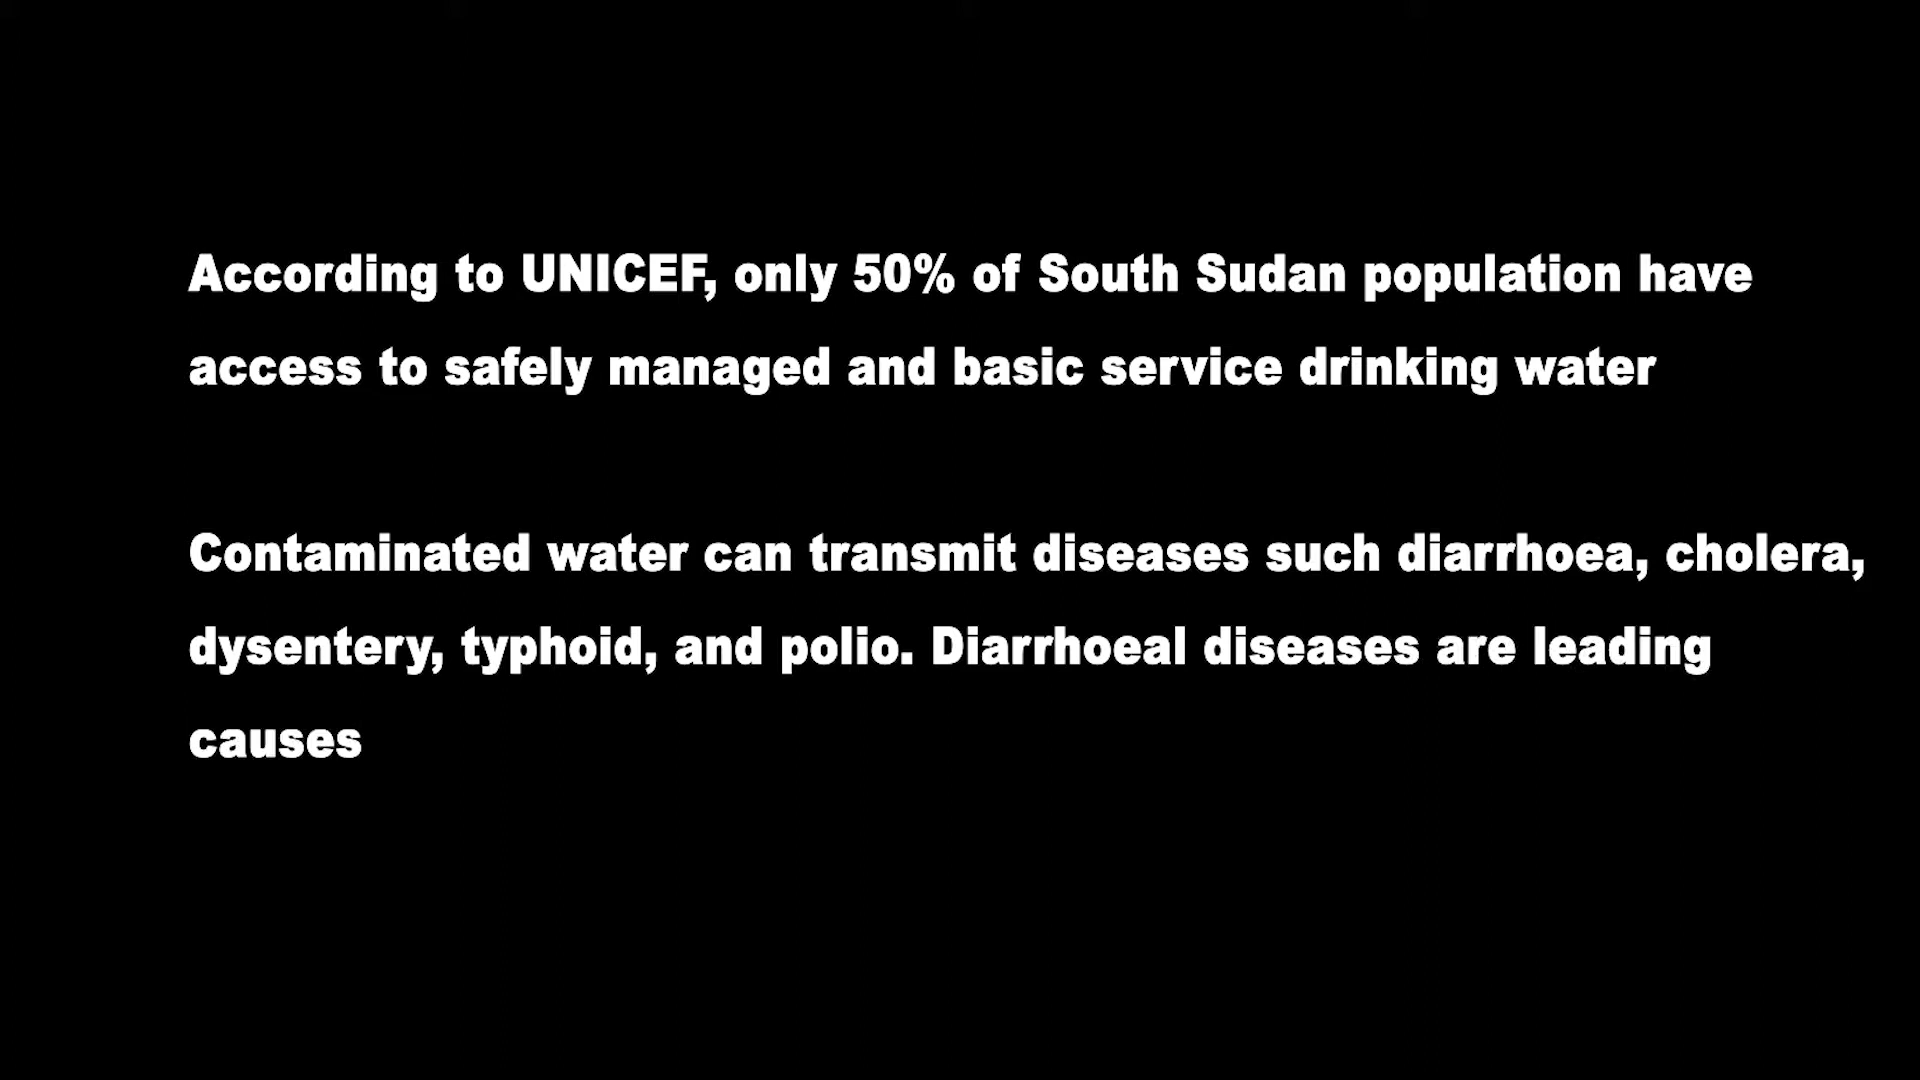 According to UNICEF, only 50% of South Sudan population have
access to safely managed and basic service drinking water
Contaminated water can transmit diseases such diarrhoea, cholera,
dysentery, typhoid, and polio. Diarrhoeal diseases are leading
causes